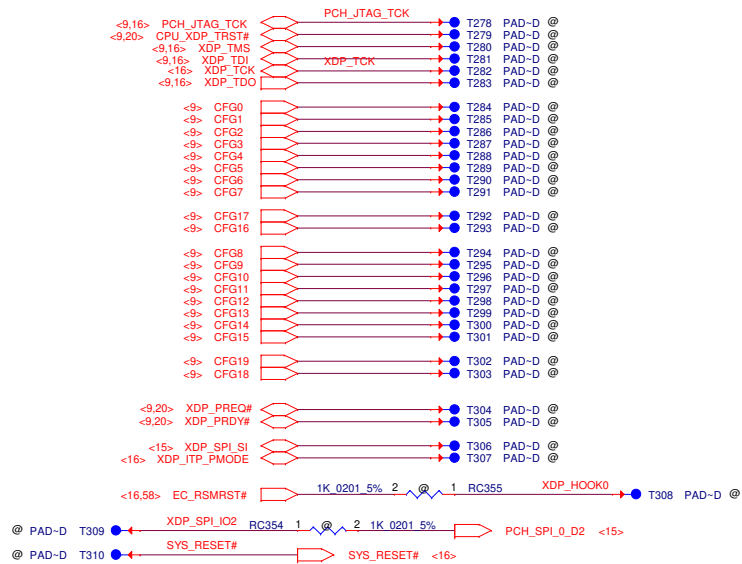 PCH_JTAG_TCK
<9,16> PCH_JTAG_TCK T278 PAD~D @
<9,20> CPU_XDP_TRST# T279 PAD~D @
<9,16> XDP_TMS T280 PAD~D @
<9,16> XDP_TDI XDP_TCK T281 PAD~D @
<16> XDP_TCK T282 PAD~D @
<9,16> XDP_TDO T283 PAD~D @
<9> CFG0 T284 PAD~D @
<9> CFG1 T285 PAD~D @
<9> CFG2 T286 PAD~D @
<9> CFG3 T287 PAD~D @
<9> CFG4 T288 PAD~D @
<9> CFG5 T289 PAD~D @
<9> CFG6 T290 PAD~D @
<9> CFG7 T291 PAD~D @
<9> CFG17 T292 PAD~D @
<9> CFG16 T293 PAD~D @
<9> CFG8 T294 PAD~D @
<9> CFG9 T295 PAD~D @
<9> CFG10 T296 PAD~D @
<9> CFG11 T297 PAD~D @
<9> CFG12 T298 PAD~D @
<9> CFG13 T299 PAD~D @
<9> CFG14 T300 PAD~D @
<9> CFG15 T301 PAD~D @
<9> CFG19 T302 PAD~D @
<9> CFG18 T303 PAD~D @
<9,20> XDP_PREQ# T304 PAD~D @
<9,20> XDP_PRDY# T305 PAD~D @
<15> XDP_SPI_SI T306 PAD~D @
<16> XDP_ITP_PMODE T307 PAD~D @
<16,58> EC_RSMRST# 1K_0201_5% 2 @ 1 RC355 XDP_HOOK0 T308 PAD~D @
@ PAD~D T309 XDP_SPI_IO2 RC354 1 @ 2 1K_0201_5% PCH_SPI_0_D2 <15>
@ PAD~D T310 SYS_RESET# SYS_RESET# <16>